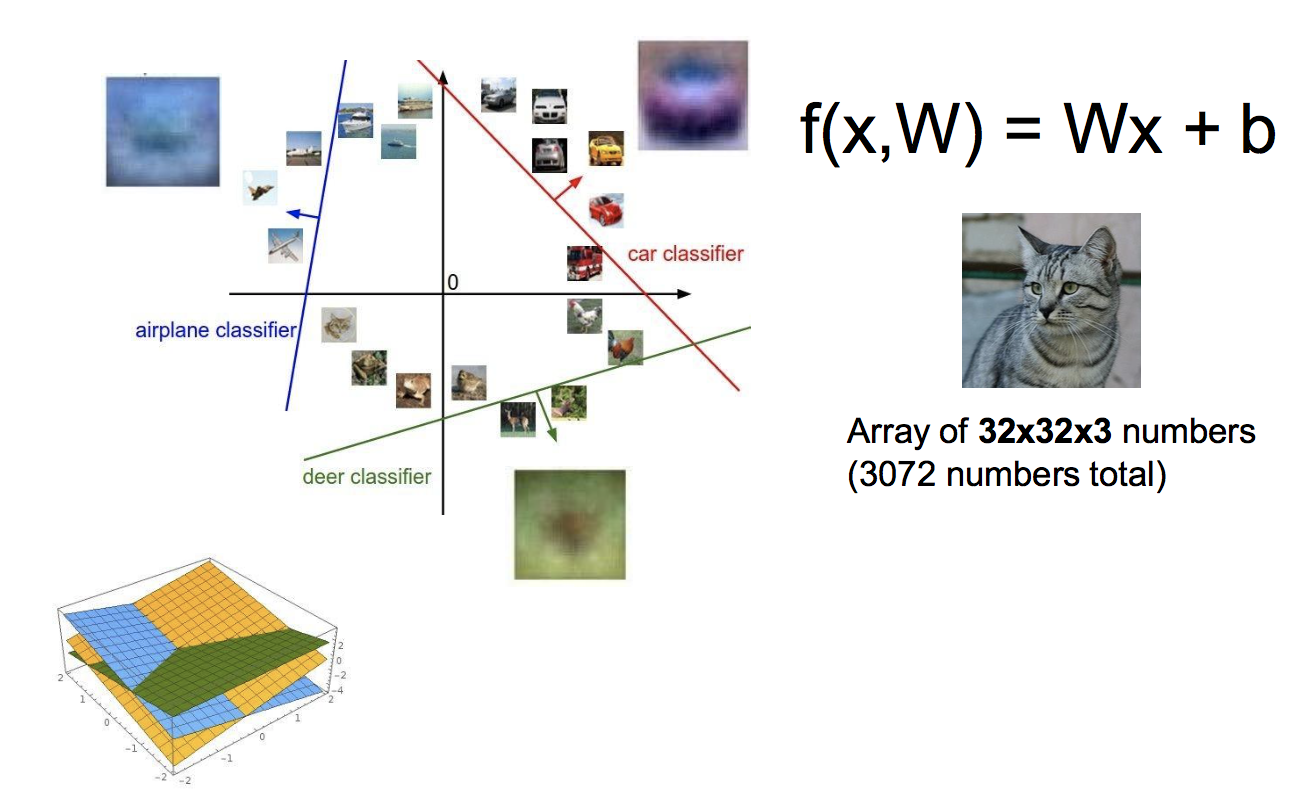 f(x,W) = Wx + b
car classifier
0
airplane classifier
deer classifier
Array of 32x32x3 numbers
(3072 numbers total)
2
0
−2
−4
2
1
0
−1
−2
−2
−1
0
1
2